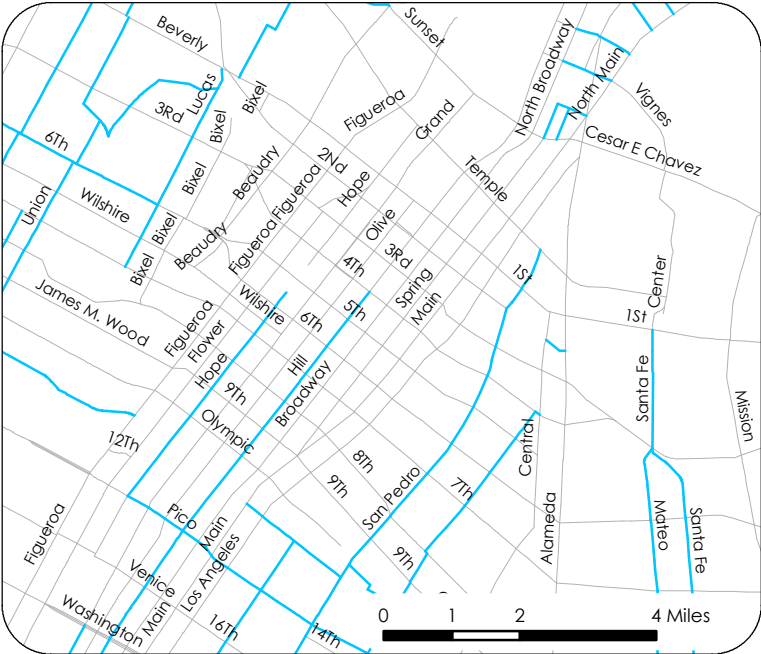 Beverly
Sunset
North Broadway
North Main
Vignes
Lucas
3Rd
Bixel
Bixel
Figueroa
Grand
Cesar E Chavez
6Th
2Nd
Temple
Bixel
Beaudry
Hope
Figueroa
Wilshire
Union
Bixel
Olive
Beaudry
Figueroa
3Rd
4Th
1St
Bixel
Spring
Center
James M. Wood
Wilshire
Main
5Th
6Th
1St
Figueroa
Flower
Hope
Hill
9Th
Broadway
Santa Fe
Mission
12Th
Olympic
8Th
9Th
7Th
Central
San Pedro
Figueroa
Pico
Main
Alameda
Mateo
Santa Fe
Los Angeles
9Th
Venice
Washington
Main
16Th
14Th
0 1 2 4 Miles